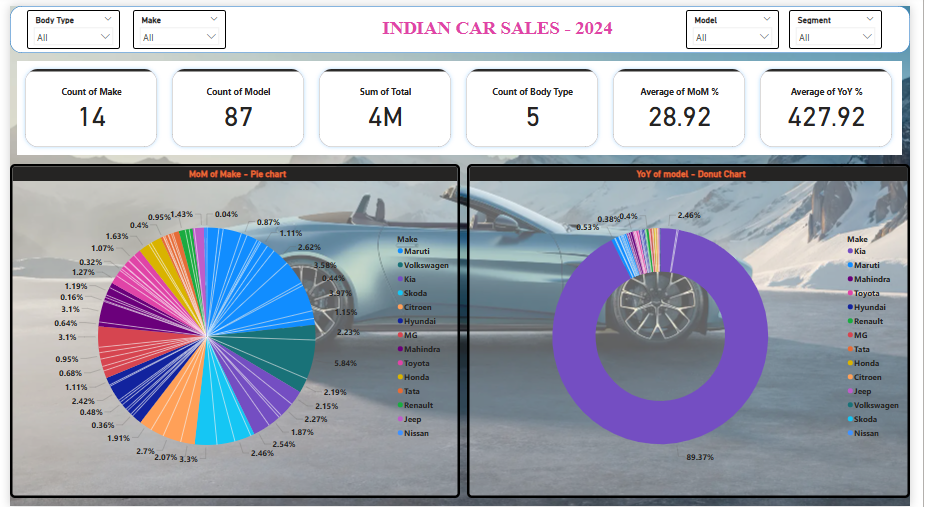 Body Type
All
Make
All
INDIAN CAR SALES - 2024
Model
All
Segment
All
Count of Make
14
Count of Model
87
Sum of Total
4M
Count of Body Type
5
Average of MoM %
28.92
Average of YoY %
427.92
MoM of Make - Pie chart
0.95%
1.43%
0.04%
0.4%
0.87%
1.63%
1.11%
1.07%
2.62%
0.32%
3.58%
1.27%
0.44%
1.19%
3.97%
0.16%
3.1%
1.15%
0.64%
2.23%
3.1%
0.95%
5.84%
0.68%
1.11%
2.19%
2.42%
2.15%
0.48%
2.27%
0.36%
1.87%
1.91%
2.54%
2.7%
2.07%
3.3%
2.46%
Make
Maruti
Volkswagen
Kia
Skoda
Citroen
Hyundai
MG
Mahindra
Toyota
Honda
Tata
Renault
Jeep
Nissan
YoY of model - Donut Chart
0.53%
0.38%
0.4%
2.46%
89.37%
Make
Kia
Maruti
Mahindra
Toyota
Hyundai
Renault
MG
Tata
Honda
Citroen
Jeep
Volkswagen
Skoda
Nissan